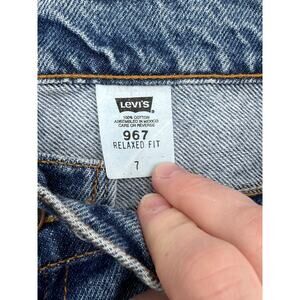 LEVI'S
100% COTTON
ASSEMBLED IN MEXICO
CARE ON REVERSE
967
RELAXED FIT
7